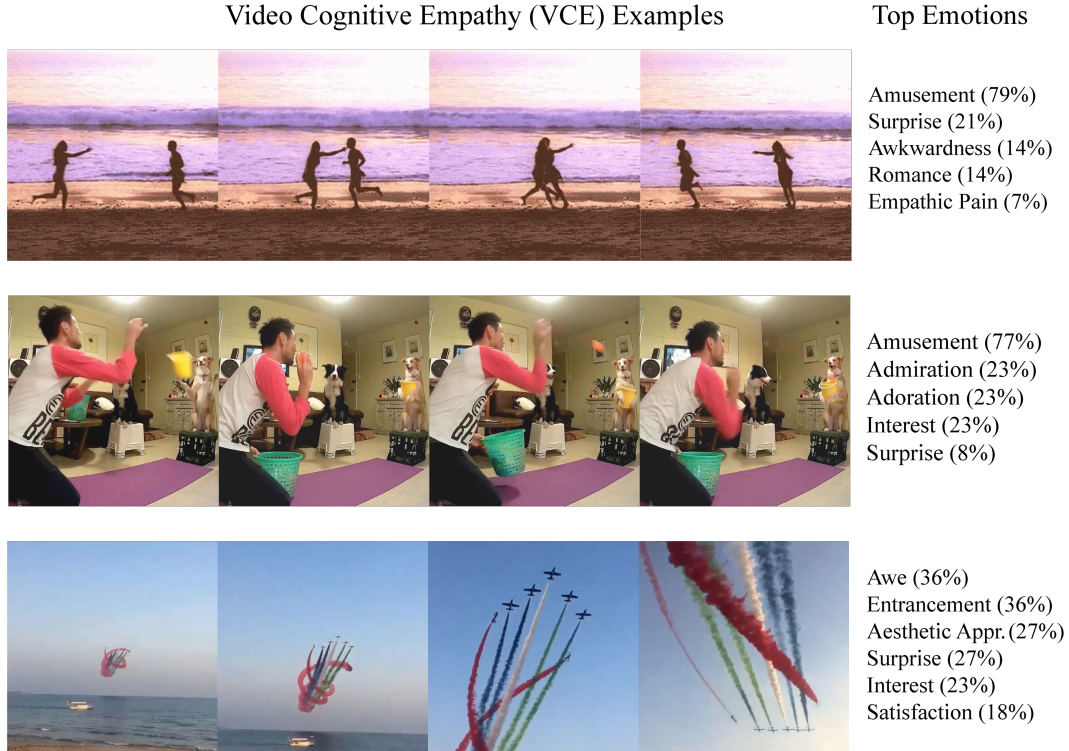 Video Cognitive Empathy (VCE) Examples
Top Emotions
Amusement (79%)
Surprise (21%)
Awkwardness (14%)
Romance (14%)
Empathic Pain (7%)
Amusement (77%)
Admiration (23%)
Adoration (23%)
Interest (23%)
Surprise (8%)
Awe (36%)
Entrancement (36%)
Aesthetic Appr. (27%)
Surprise (27%)
Interest (23%)
Satisfaction (18%)